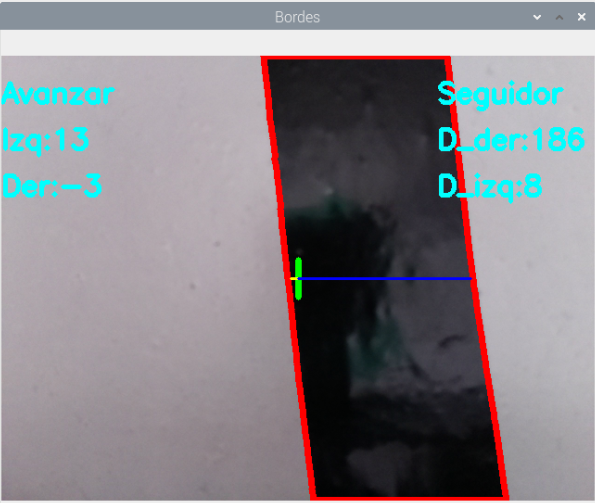 Bordes
Avanzar
Izq:13
Der:-3
Seguidor
D_der:186
D_izq:8